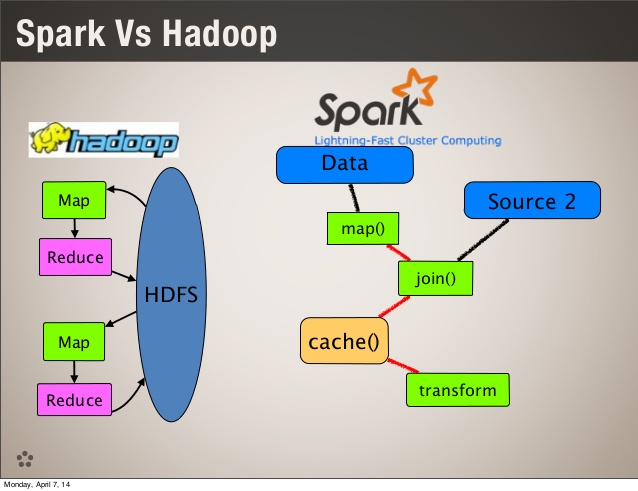 Spark Vs Hadoop
hadoop
Spark
Lightning-Fast Cluster Computing
Map
Reduce
HDFS
Map
Reduce
Data
Source 2
map()
join()
cache()
transform
Monday, April 7, 14